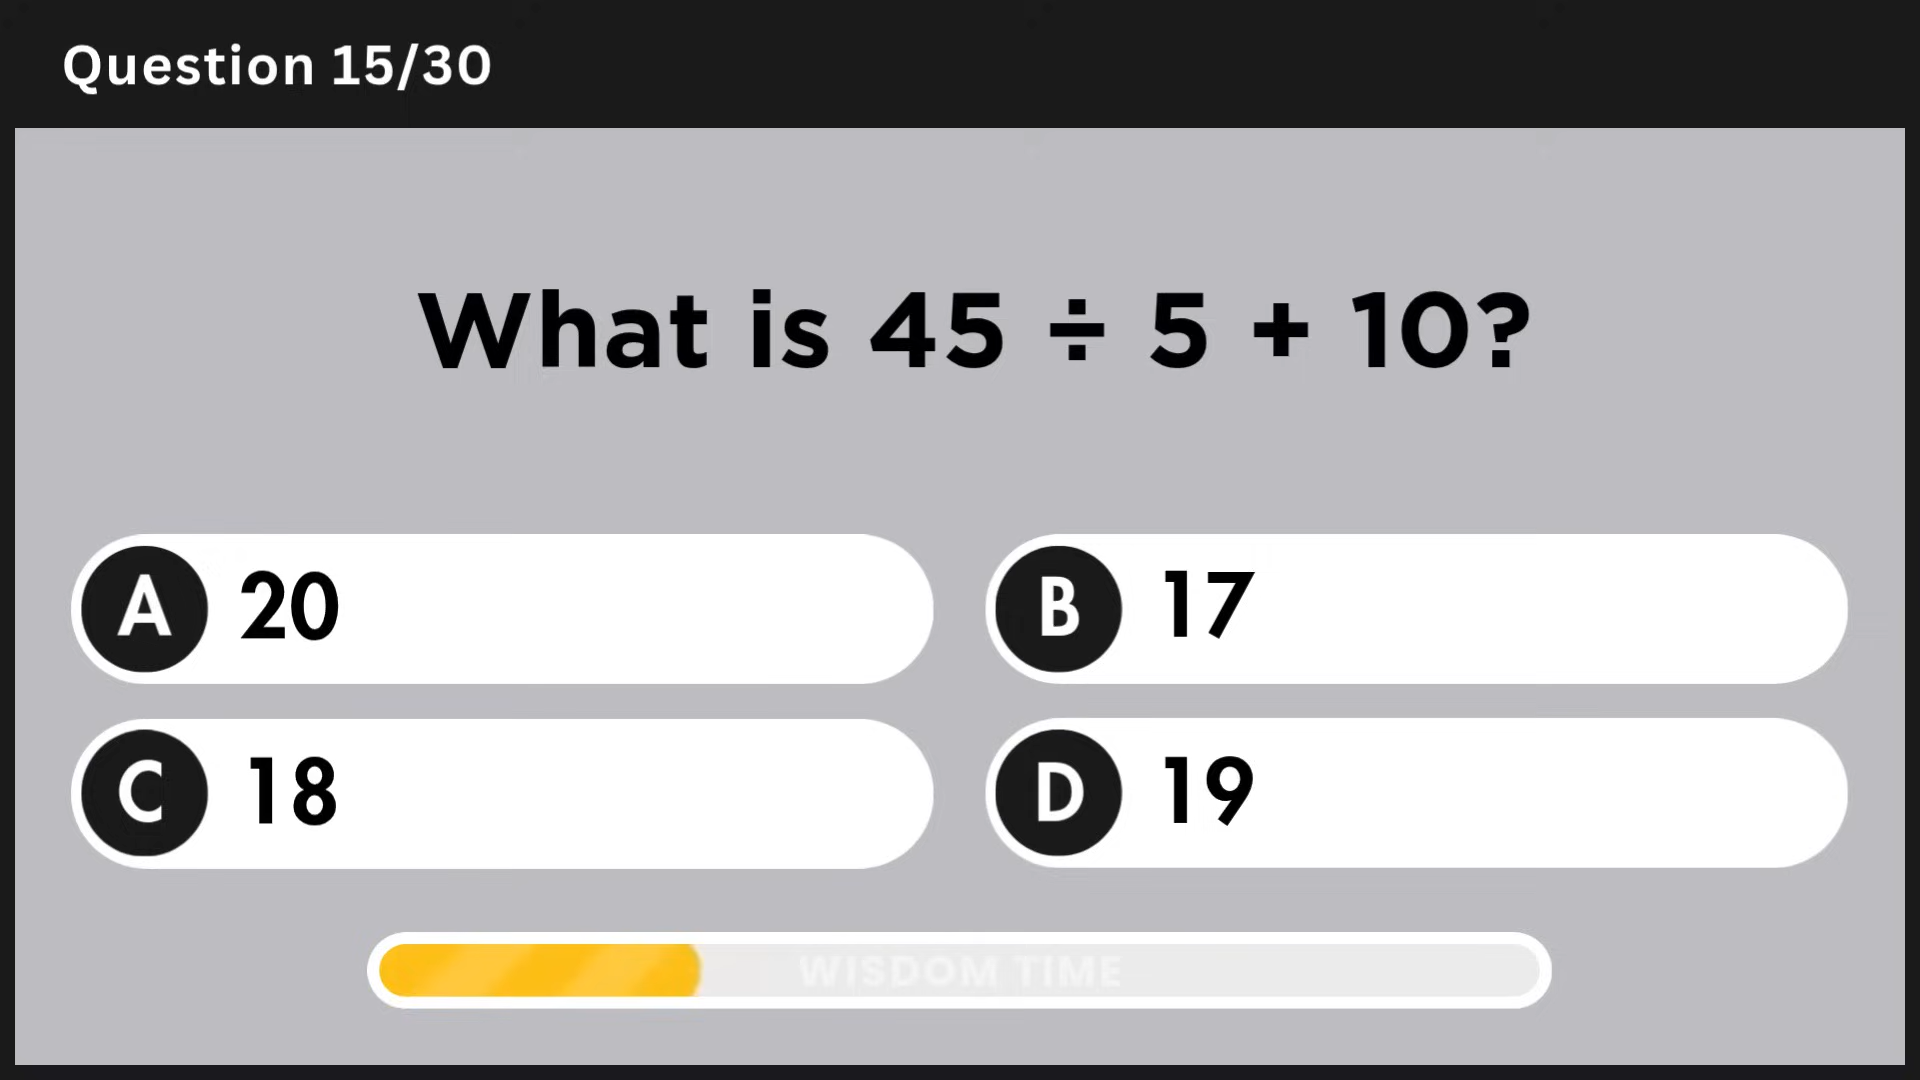 Question 15/30
What is 45 ÷ 5 + 10?
A 20
B 17
C 18
D 19
WISDOM TIME